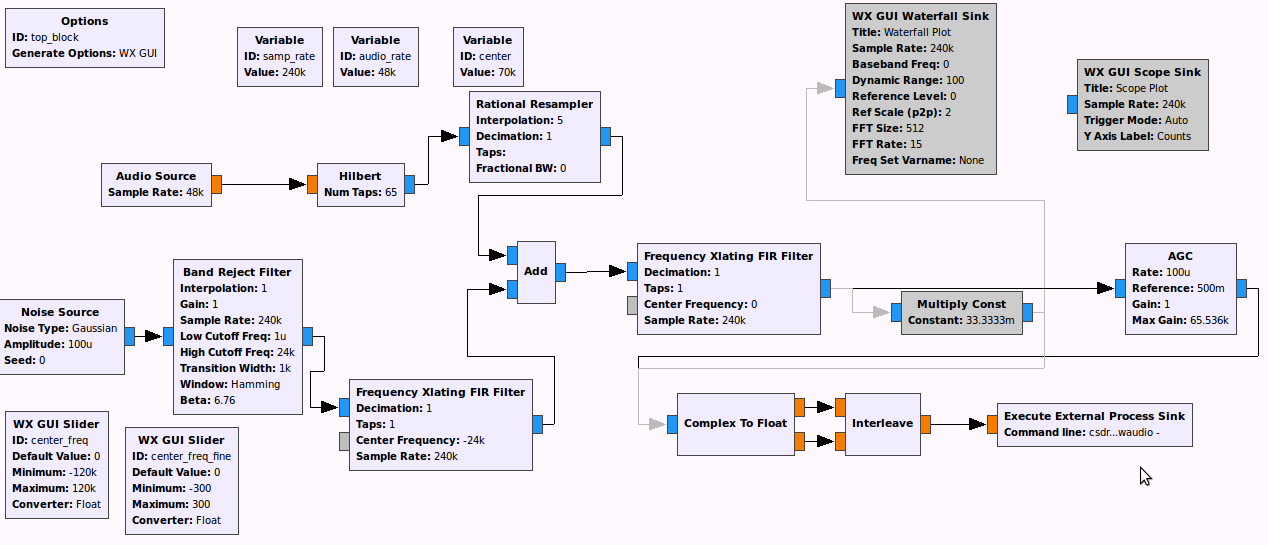 Options
ID: top_block
Generate Options: WX GUI
Variable
ID: samp_rate
Value: 240k
Variable
ID: audio_rate
Value: 48k
Variable
ID: center
Value: 70k
WX GUI Waterfall Sink
Title: Waterfall Plot
Sample Rate: 240k
Baseband Freq: 0
Dynamic Range: 100
Reference Level: 0
Ref Scale (p2p): 2
FFT Size: 512
FFT Rate: 15
Freq Set Varname: None
WX GUI Scope Sink
Title: Scope Plot
Sample Rate: 240k
Trigger Mode: Auto
Y Axis Label: Counts
Rational Resampler
Interpolation: 5
Decimation: 1
Taps:
Fractional BW: 0
Audio Source
Sample Rate: 48k
Hilbert
Num Taps: 65
Add
Frequency Xlating FIR Filter
Decimation: 1
Taps: 1
Center Frequency: 0
Sample Rate: 240k
AGC
Rate: 100u
Reference: 500m
Gain: 1
Max Gain: 65.536k
Multiply Const
Constant: 33.3333m
Noise Source
Noise Type: Gaussian
Amplitude: 100u
Seed: 0
Band Reject Filter
Interpolation: 1
Gain: 1
Sample Rate: 240k
Low Cutoff Freq: 1u
High Cutoff Freq: 24k
Transition Width: 1k
Window: Hamming
Beta: 6.76
Frequency Xlating FIR Filter
Decimation: 1
Taps: 1
Center Frequency: -24k
Sample Rate: 240k
Complex To Float
Interleave
Execute External Process Sink
Command line: csdr...waudio -
WX GUI Slider
ID: center_freq
Default Value: 0
Minimum: -120k
Maximum: 120k
Converter: Float
WX GUI Slider
ID: center_freq_fine
Default Value: 0
Minimum: -300
Maximum: 300
Converter: Float